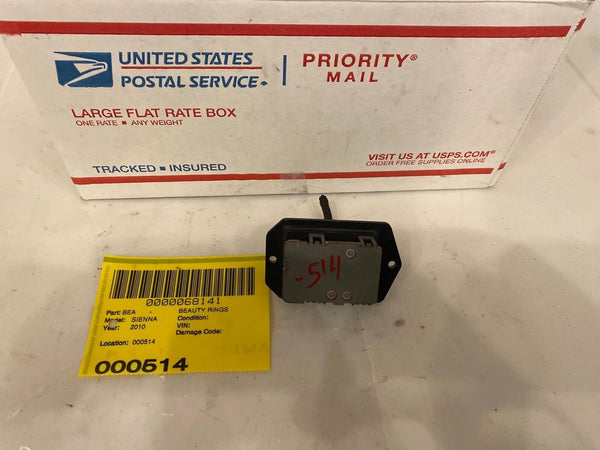 UNITED STATES
POSTAL SERVICE
PRIORITY®
MAIL
LARGE FLAT RATE BOX
ONE RATE ■ ANY WEIGHT
TRACKED ■ INSURED
VISIT US AT USPS.COM®
ORDER FREE SUPPLIES ONLINE
-514
0000068141
Part: BEA - BEAUTY RINGS
Model: SIENNA Condition:
Year: 2010 VIN:
Damage Code:
Location: 000514
000514